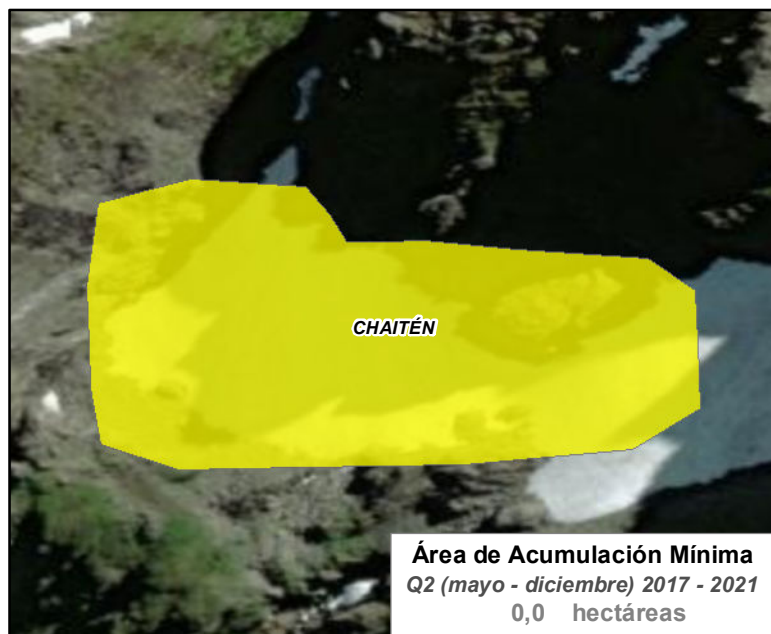 CHAITÉN
Área de Acumulación Mínima
Q2 (mayo - diciembre) 2017 - 2021
0,0 hectáreas